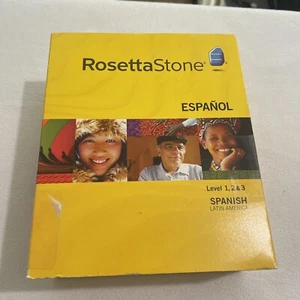 RosettaStone®
ESPAÑOL
Level 1, 2 & 3
SPANISH
LATIN AMERICA